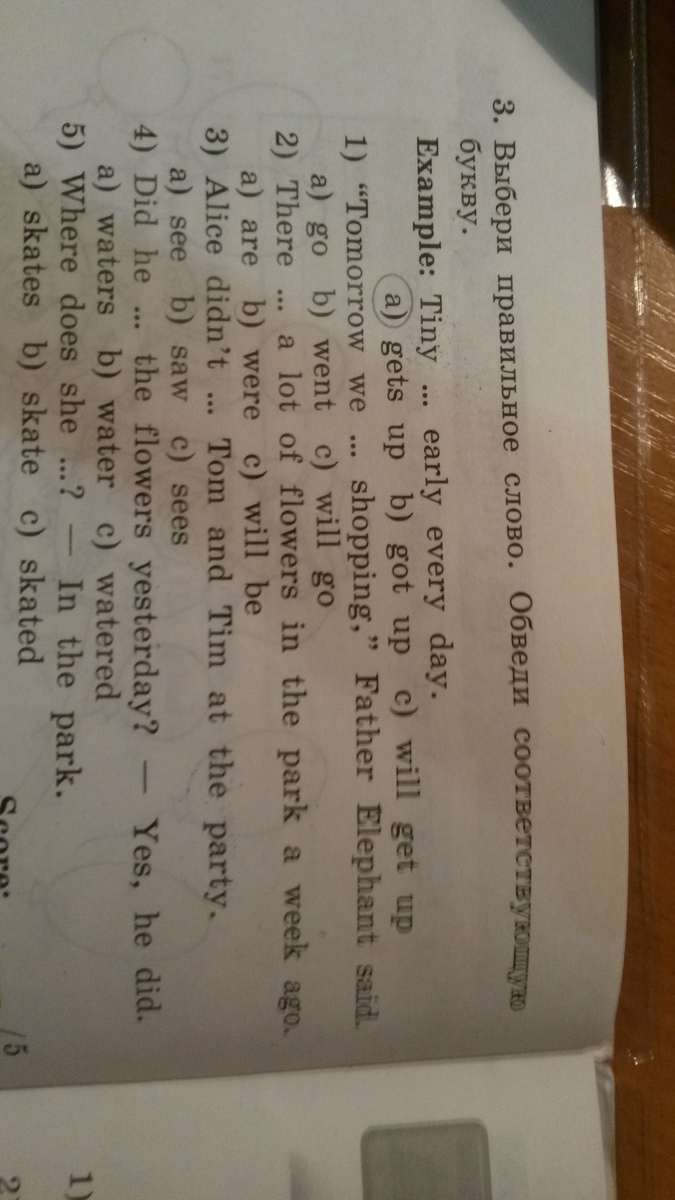 3. Выбери правильное слово. Обведи соответствующую
букву.
Example: Tiny ... early every day.
a) gets up b) got up c) will get up
1) “Tomorrow we ... shopping,” Father Elephant said.
a) go b) went c) will go
2) There ... a lot of flowers in the park a week ago.
a) are b) were c) will be
3) Alice didn’t ... Tom and Tim at the party.
a) see b) saw c) sees
4) Did he ... the flowers yesterday? — Yes, he did.
a) waters b) water c) watered
5) Where does she ...? — In the park.
a) skates b) skate c) skated
Score: /5
1)
2)